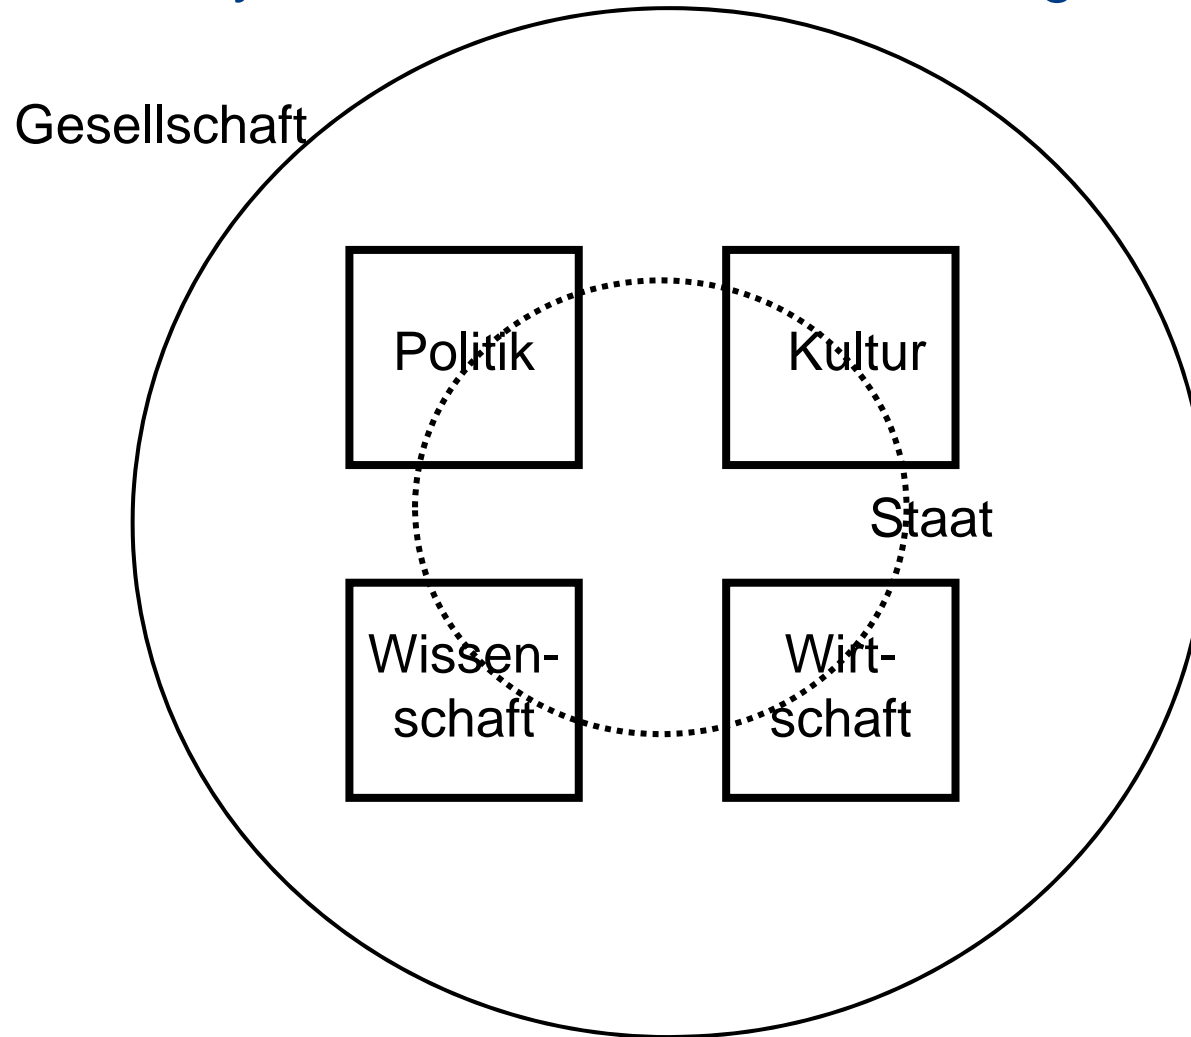 Gesellschaft
Politik
Kultur
Staat
Wissen-
schaft
Wirt-
schaft